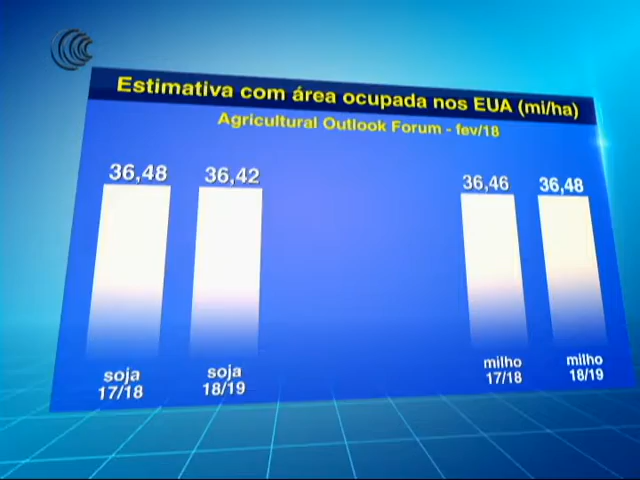 Estimativa com área ocupada nos EUA (mi/ha)
Agricultural Outlook Forum - fev/18
36,48
36,42
36,46
36,48
soja
17/18
soja
18/19
milho
17/18
milho
18/19